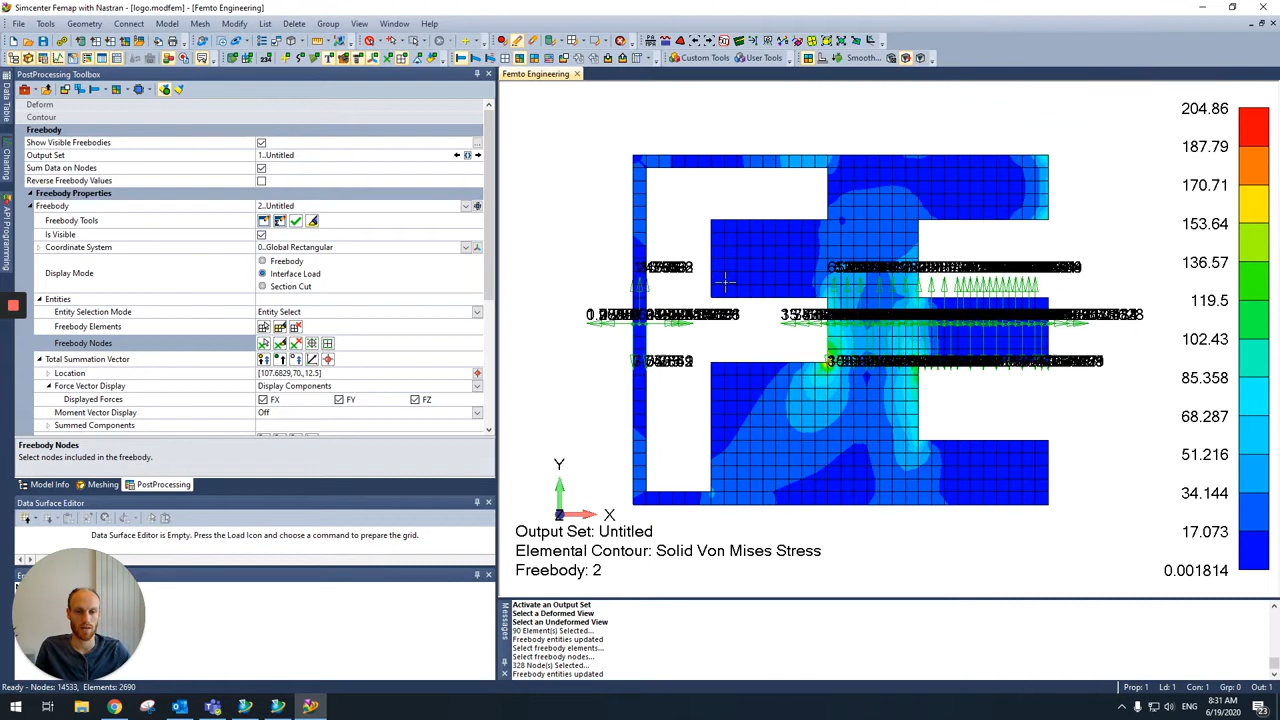 Simcenter Femap with Nastran - [logo.modfem] - [Femto Engineering]
File Tools Geometry Connect Model Mesh Modify List Delete Group View Window Help
Custom Tools User Tools Smooth...
PostProcessing Toolbox
Femto Engineering
Data Table
Charting
API Programming
Deform
Contour
Freebody
Show Visible Freebodies
Output Set 1..Untitled
Sum Data on Nodes
Reverse Freebody Values
Freebody Properties
Freebody 2..Untitled
Freebody Tools
Is Visible
Coordinate System 0..Global Rectangular
Display Mode
Freebody
Interface Load
Section Cut
Entities
Entity Selection Mode Entity Select
Freebody Elements
Freebody Nodes
Total Summation Vector
Location [107.6829,70.,12.5]
Force Vector Display Display Components
Displayed Forces FX FY FZ
Moment Vector Display Off
Summed Components
Freebody Nodes
Select nodes included in the freebody.
Model Info Meshing PostProcessing
Data Surface Editor
Data Surface Editor is Empty. Press the Load Icon and choose a command to prepare the grid.
204.86
187.79
170.71
153.64
136.57
119.5
102.43
85.358
68.287
51.216
34.144
17.073
0.001814
Y
X
Z
Output Set: Untitled
Elemental Contour: Solid Von Mises Stress
Freebody: 2
Messages
Activate an Output Set
Select a Deformed View
Select an Undeformed View
90 Element(s) Selected...
Freebody entities updated
Select freebody elements...
Select freebody nodes...
328 Node(s) Selected...
Freebody entities updated
Ready - Nodes: 14533, Elements: 2690
Prop: 1 Ld: 1 Con: 1 Grp: 0 Out: 1
ENG
8:31 AM
6/19/2020
23